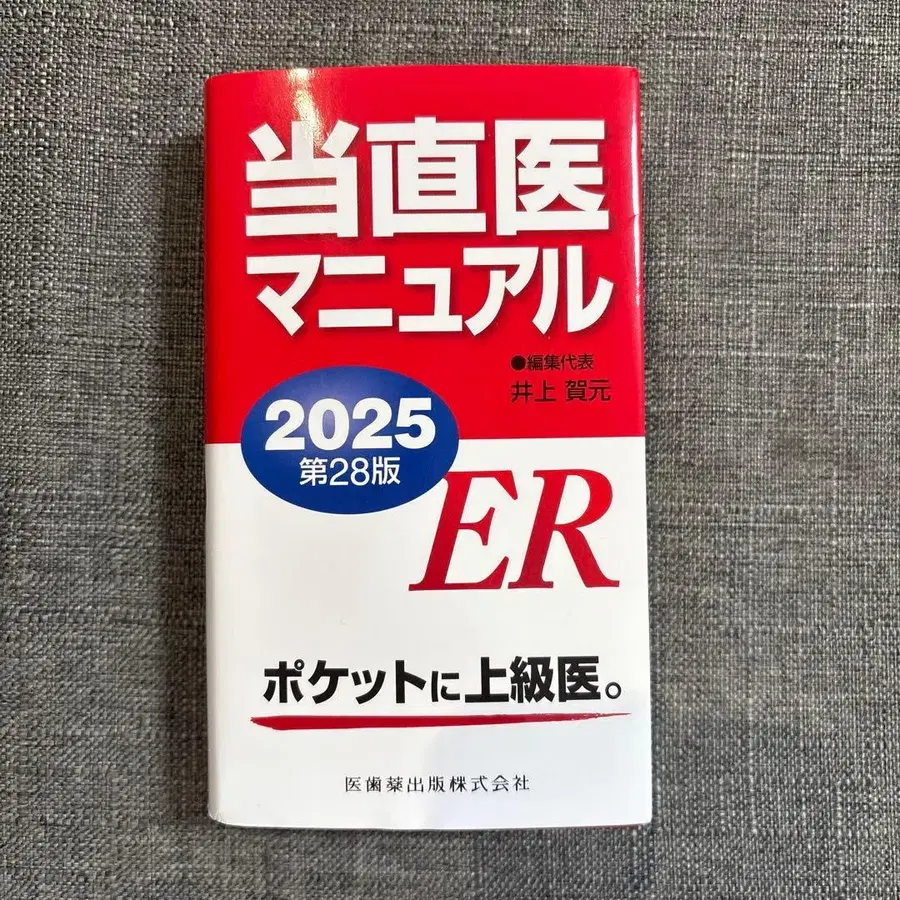 当直医
マニュアル
●編集代表
井上 賀元
2025
第28版
ER
ポケットに上級医。
医歯薬出版株式会社